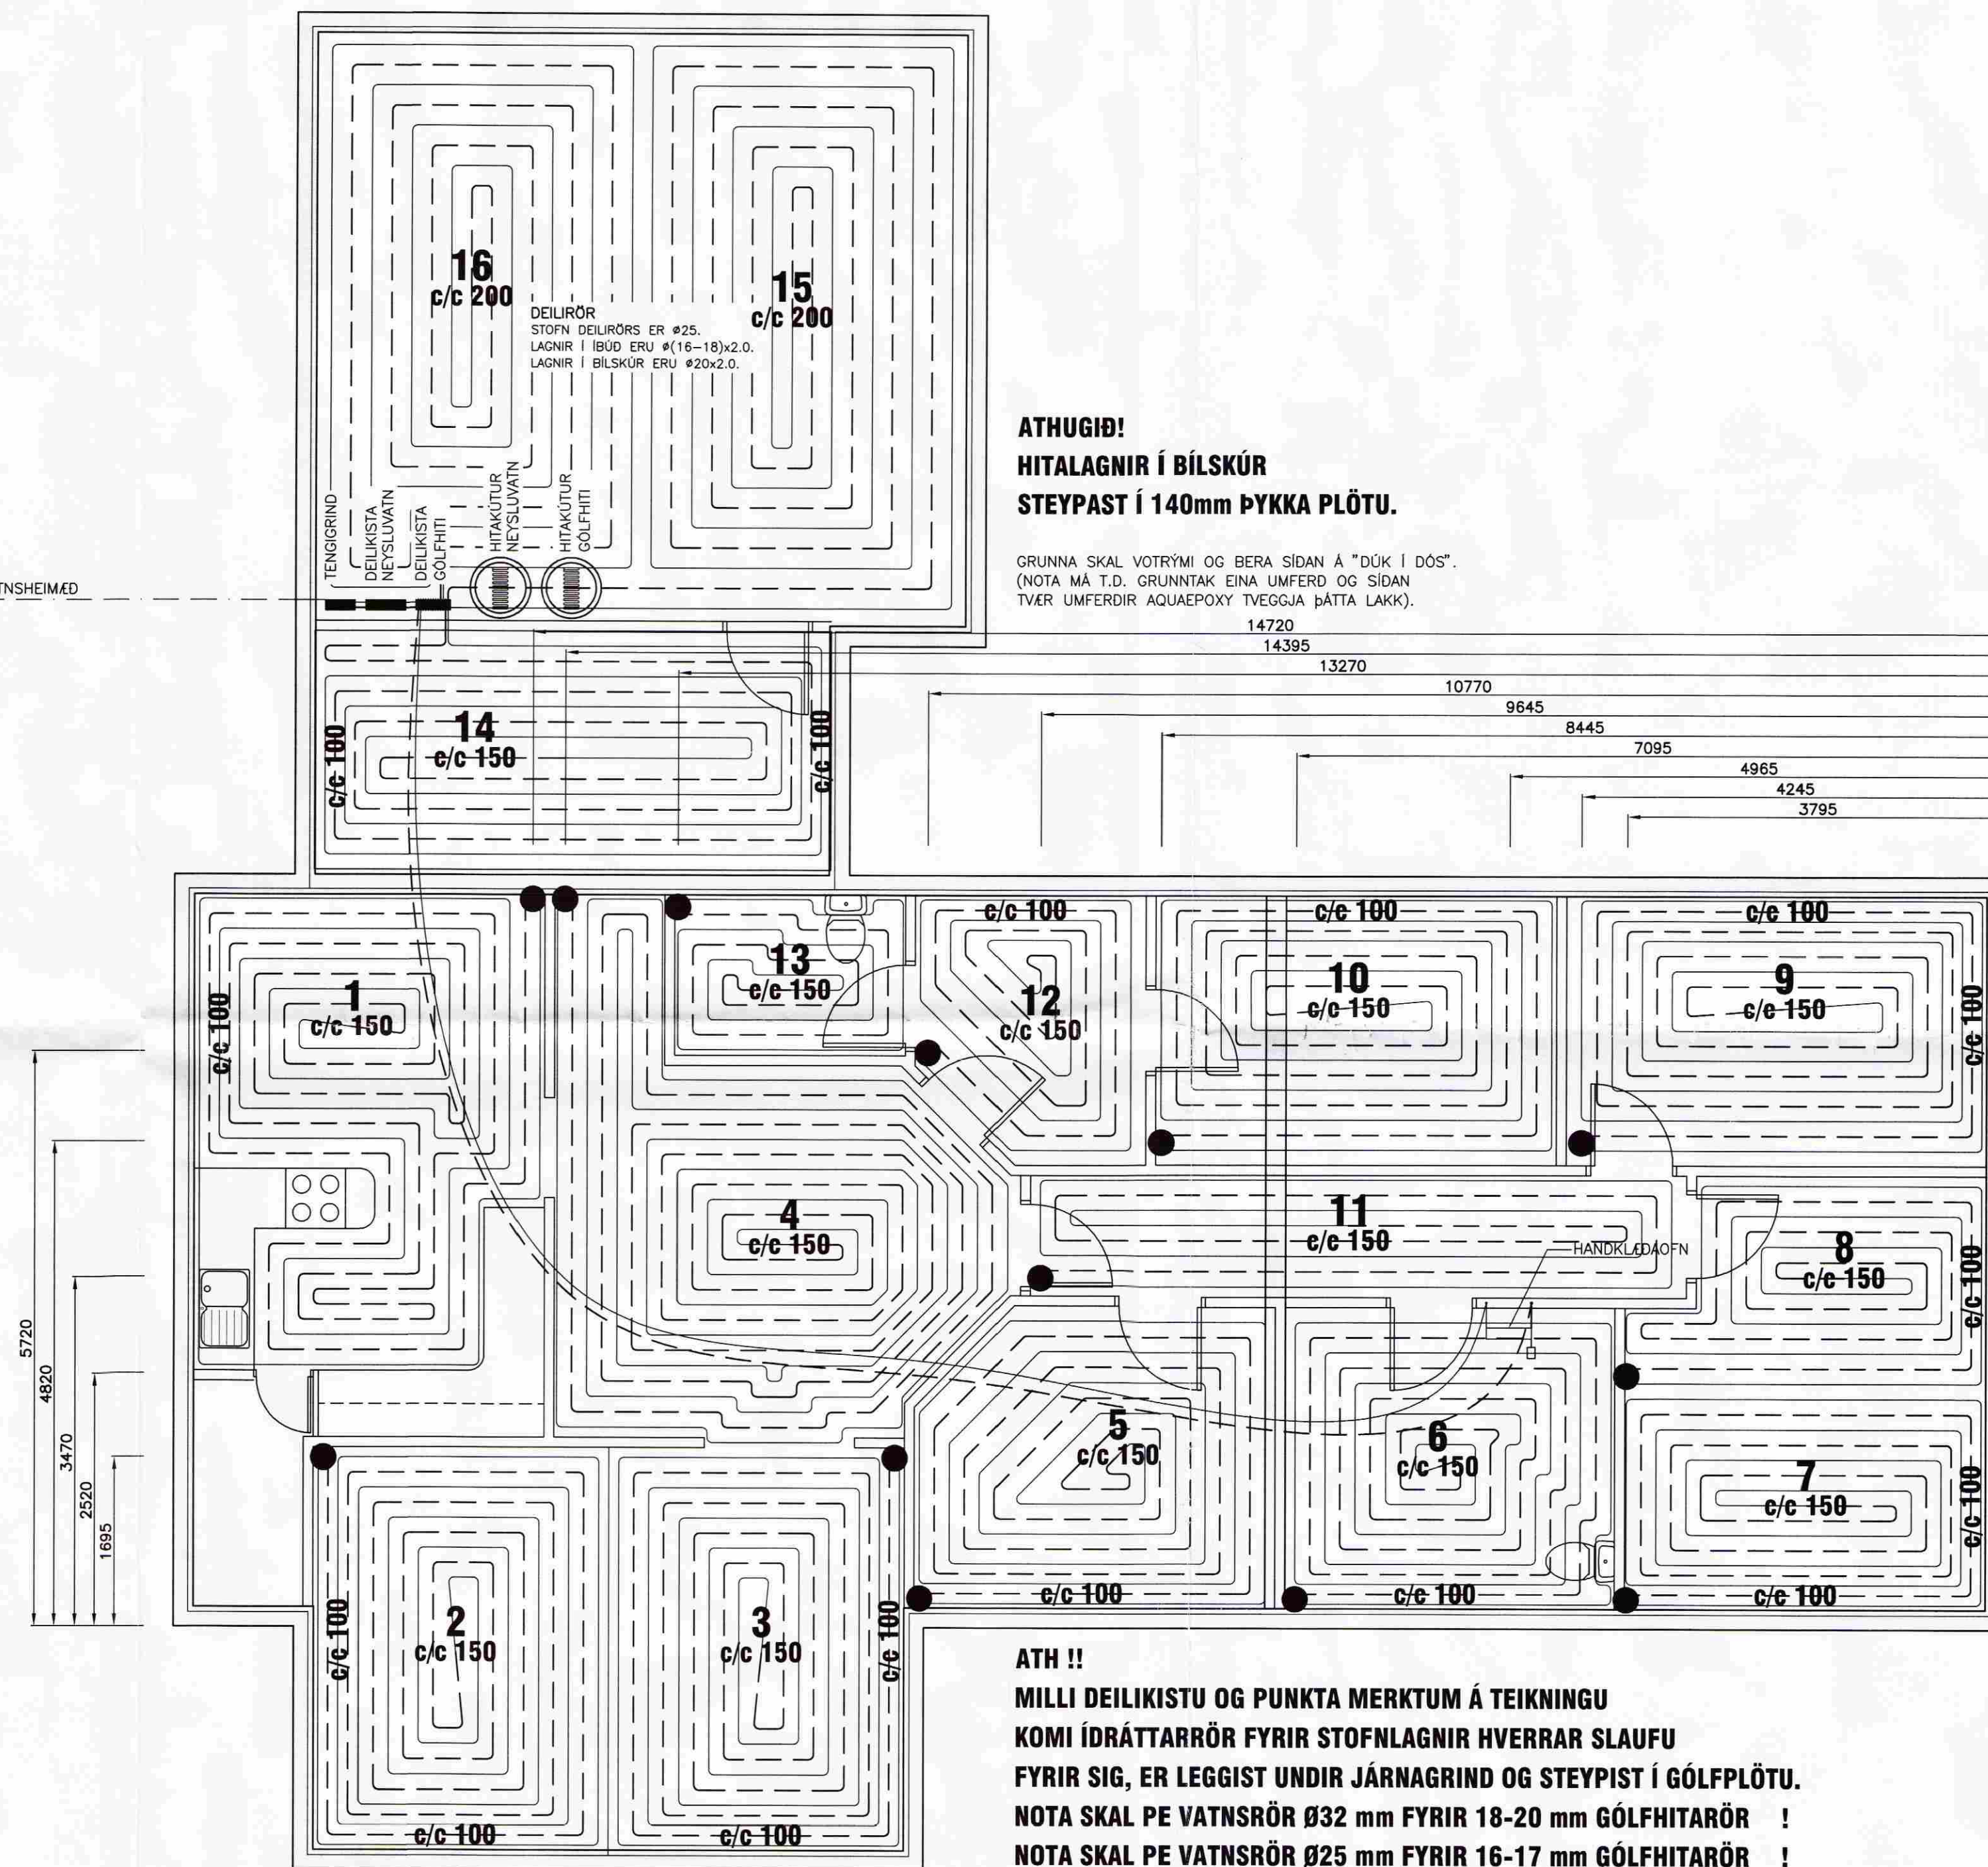 16
c/c 200
15
c/c 200
DEILIRÖR
STOFN DEILIRÖRS ER ø25.
LAGNIR Í ÍBÚÐ ERU ø(16-18)x2.0.
LAGNIR Í BÍLSKÚR ERU ø20x2.0.
ATHUGIÐ!
HITALAGNIR Í BÍLSKÚR
STEYPAST Í 140mm ÞYKKA PLÖTU.
TENGIGRIND
DEILIKISTA
NEYSLUVATN
DEILIKISTA
GÓLFHITI
HITAKÚTUR
NEYSLUVATN
HITAKÚTUR
GÓLFHITI
GRUNNA SKAL VOTRÝMI OG BERA SÍÐAN Á "DÚK Í DÓS".
(NOTA MÁ T.D. GRUNNTAK EINA UMFERÐ OG SÍÐAN
TVÆR UMFERÐIR AQUAEPOXY TVEGGJA ÞÁTTA LAKK).
TNSHEIMÆÐ
14720
14395
13270
10770
9645
8445
7095
4965
4245
3795
14
c/c 150
c/c 100
c/c 100
c/c 100
c/c 100
c/c 100
13
c/c 150
1
c/c 150
c/c 100
12
c/c 150
10
c/c 150
9
c/c 150
c/c 100
4
c/c 150
11
c/c 150
HANDKLÆÐAOFN
8
c/c 150
c/c 100
5720
4820
3470
2520
1695
5
c/c 150
6
c/c 150
7
c/c 150
c/c 100
c/c 100
c/c 100
c/c 100
2
c/c 150
c/c 100
3
c/c 150
c/c 100
c/c 100
c/c 100
ATH !!
MILLI DEILIKISTU OG PUNKTA MERKTUM Á TEIKNINGU
KOMI ÍDRÁTTARRÖR FYRIR STOFNLAGNIR HVERRAR SLAUFU
FYRIR SIG, ER LEGGIST UNDIR JÁRNAGRIND OG STEYPIST Í GÓLFPLÖTU.
NOTA SKAL PE VATNSRÖR Ø32 mm FYRIR 18-20 mm GÓLFHITARÖR !
NOTA SKAL PE VATNSRÖR Ø25 mm FYRIR 16-17 mm GÓLFHITARÖR !